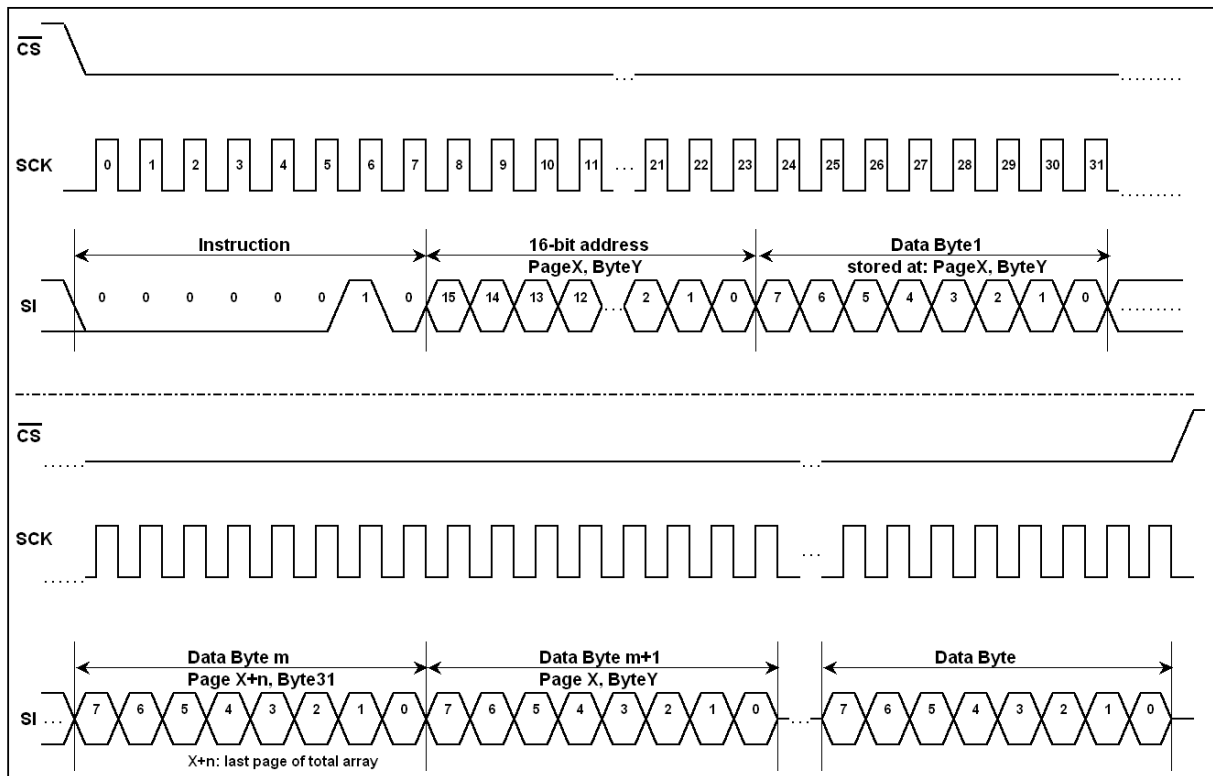 CS
...
.........
SCK
0 1 2 3 4 5 6 7 8 9 10 11 ... 21 22 23 24 25 26 27 28 29 30 31
.........
Instruction 16-bit address Data Byte1
PageX, ByteY stored at: PageX, ByteY
SI
0 0 0 0 0 0 1 0 15 14 13 12 ... 2 1 0 7 6 5 4 3 2 1 0 .........
CS
......
...
SCK
......
...
Data Byte m Data Byte m+1 Data Byte
Page X+n, Byte31 Page X, ByteY
SI ... 7 6 5 4 3 2 1 0 7 6 5 4 3 2 1 0 ... 7 6 5 4 3 2 1 0
X+n: last page of total array